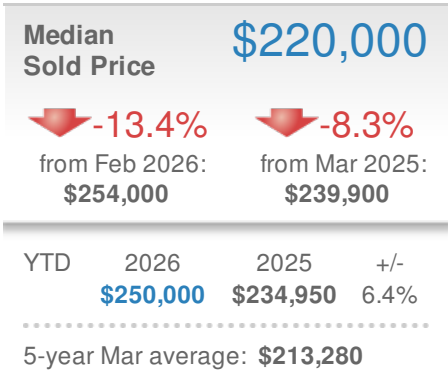 Median
Sold Price
$220,000
-13.4% -8.3%
from Feb 2026: from Mar 2025:
$254,000 $239,900
YTD 2026 2025 +/-
$250,000 $234,950 6.4%
5-year Mar average: $213,280